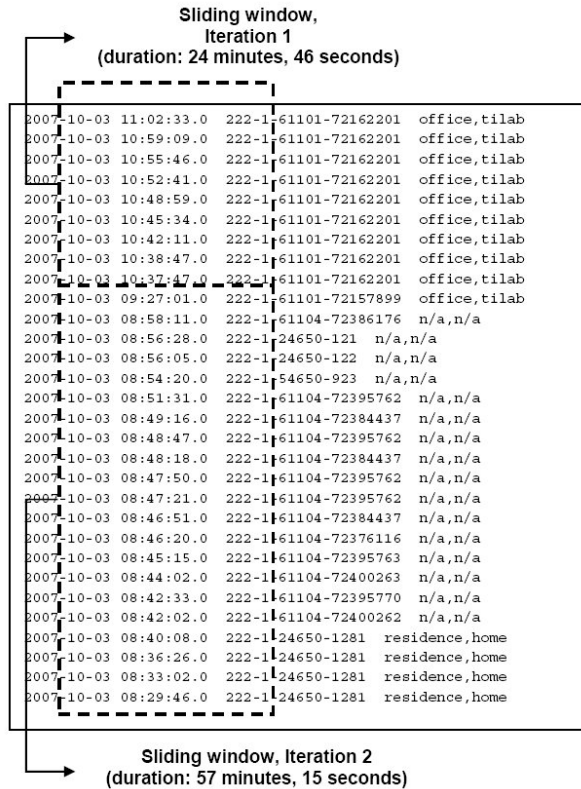 Sliding window,
Iteration 1
(duration: 24 minutes, 46 seconds)
2007-10-03 11:02:33.0 222-1-61101-72162201 office,tilab
2007-10-03 10:59:09.0 222-1-61101-72162201 office,tilab
2007-10-03 10:55:46.0 222-1-61101-72162201 office,tilab
2007-10-03 10:52:41.0 222-1-61101-72162201 office,tilab
2007-10-03 10:48:59.0 222-1-61101-72162201 office,tilab
2007-10-03 10:45:34.0 222-1-61101-72162201 office,tilab
2007-10-03 10:42:11.0 222-1-61101-72162201 office,tilab
2007-10-03 10:38:47.0 222-1-61101-72162201 office,tilab
2007-10-03 10:37:47.0 222-1-61101-72162201 office,tilab
2007-10-03 09:27:01.0 222-1-61101-72157899 office,tilab
2007-10-03 08:58:11.0 222-1-61104-72386176 n/a,n/a
2007-10-03 08:56:28.0 222-1-24650-121 n/a,n/a
2007-10-03 08:56:05.0 222-1-24650-122 n/a,n/a
2007-10-03 08:54:20.0 222-1-54650-923 n/a,n/a
2007-10-03 08:51:31.0 222-1-61104-72395762 n/a,n/a
2007-10-03 08:49:16.0 222-1-61104-72384437 n/a,n/a
2007-10-03 08:48:47.0 222-1-61104-72395762 n/a,n/a
2007-10-03 08:48:18.0 222-1-61104-72384437 n/a,n/a
2007-10-03 08:47:50.0 222-1-61104-72395762 n/a,n/a
2007-10-03 08:47:21.0 222-1-61104-72395762 n/a,n/a
2007-10-03 08:46:51.0 222-1-61104-72384437 n/a,n/a
2007-10-03 08:46:20.0 222-1-61104-72376116 n/a,n/a
2007-10-03 08:45:15.0 222-1-61104-72395763 n/a,n/a
2007-10-03 08:44:02.0 222-1-61104-72400263 n/a,n/a
2007-10-03 08:42:33.0 222-1-61104-72395770 n/a,n/a
2007-10-03 08:42:02.0 222-1-61104-72400262 n/a,n/a
2007-10-03 08:40:08.0 222-1-24650-1281 residence,home
2007-10-03 08:36:26.0 222-1-24650-1281 residence,home
2007-10-03 08:33:02.0 222-1-24650-1281 residence,home
2007-10-03 08:29:46.0 222-1-24650-1281 residence,home
Sliding window, Iteration 2
(duration: 57 minutes, 15 seconds)